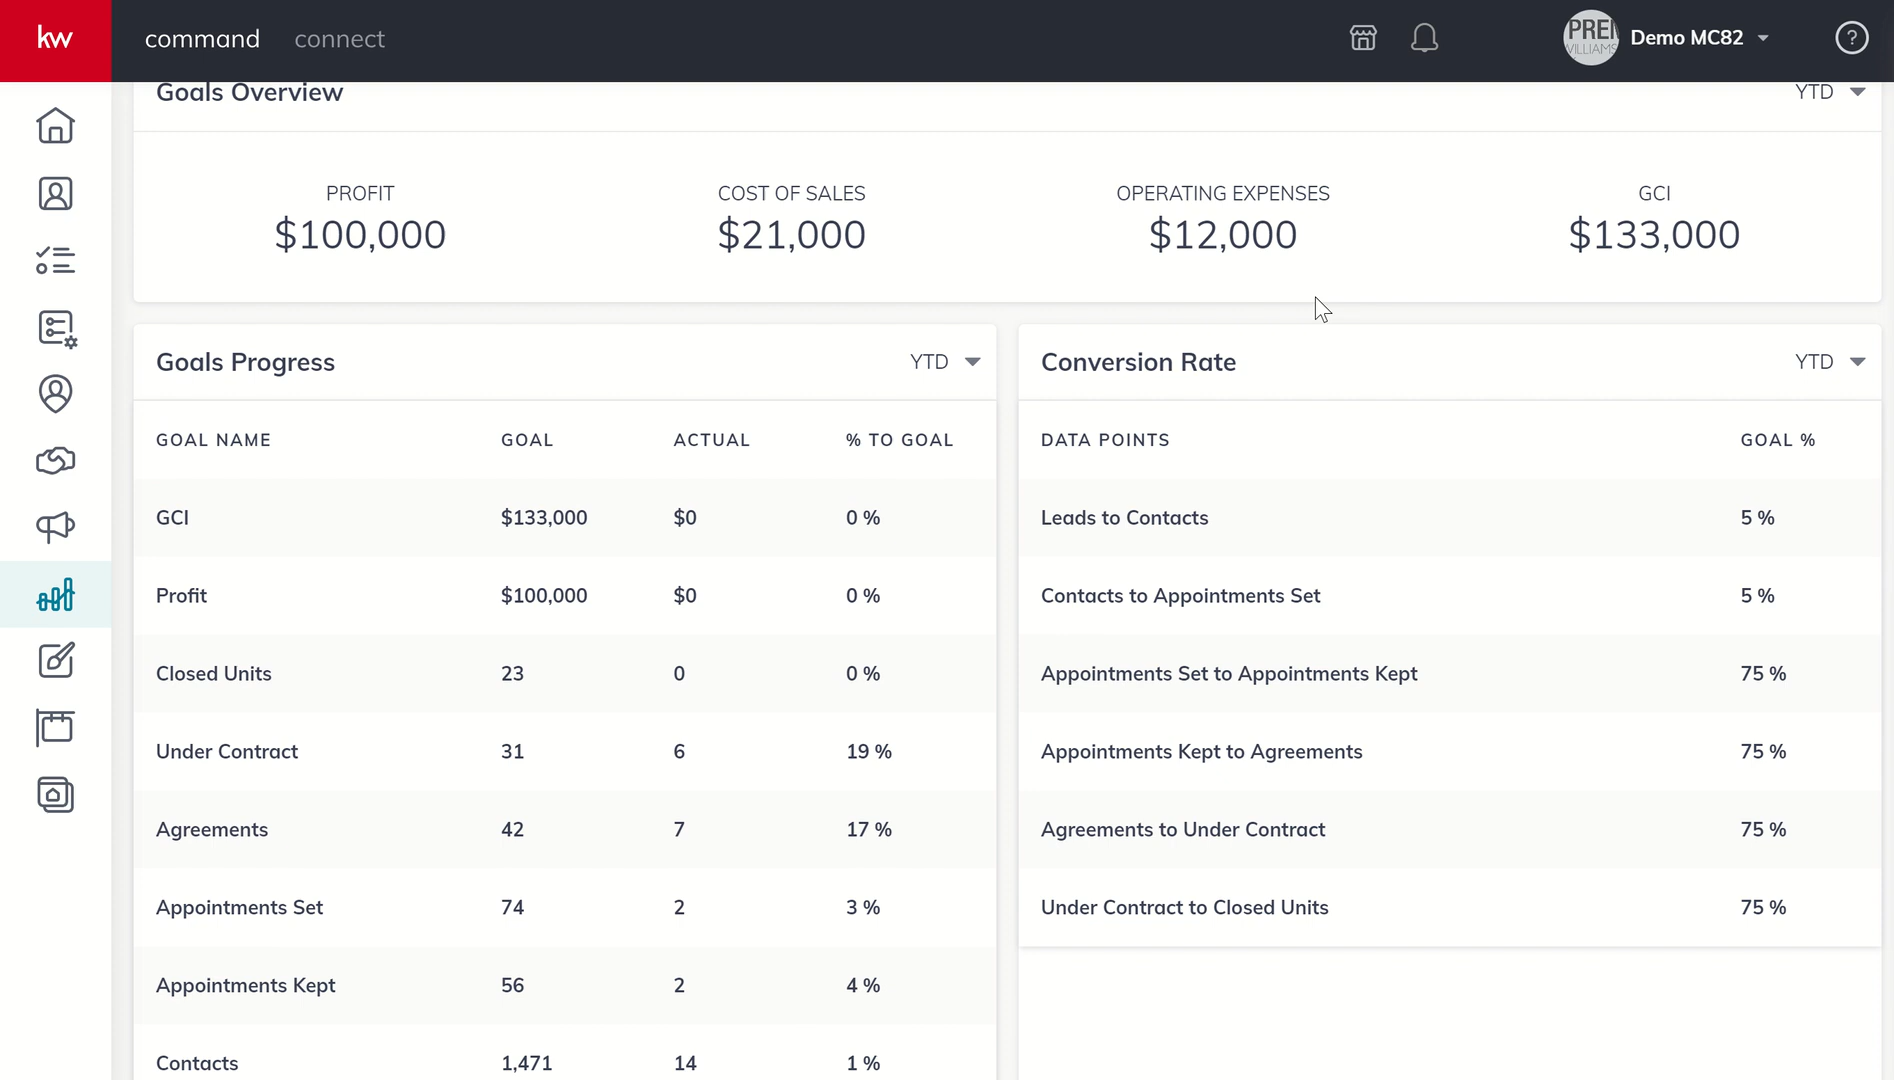 kw command connect PREI WILLIAMS Demo MC82 ?
Goals Overview YTD
PROFIT COST OF SALES OPERATING EXPENSES GCI
$100,000 $21,000 $12,000 $133,000
Goals Progress YTD
GOAL NAME GOAL ACTUAL % TO GOAL
GCI $133,000 $0 0 %
Profit $100,000 $0 0 %
Closed Units 23 0 0 %
Under Contract 31 6 19 %
Agreements 42 7 17 %
Appointments Set 74 2 3 %
Appointments Kept 56 2 4 %
Contacts 1,471 14 1 %
Conversion Rate YTD
DATA POINTS GOAL %
Leads to Contacts 5 %
Contacts to Appointments Set 5 %
Appointments Set to Appointments Kept 75 %
Appointments Kept to Agreements 75 %
Agreements to Under Contract 75 %
Under Contract to Closed Units 75 %